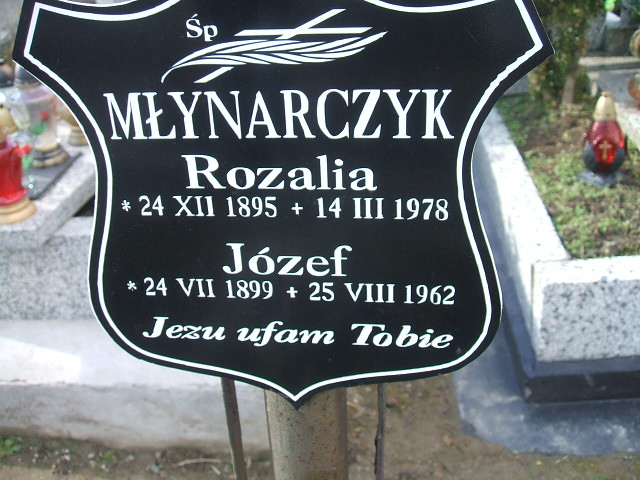 Śp
MŁYNARCZYK
Rozalia
* 24 XII 1895 + 14 III 1978
Józef
* 24 VII 1899 + 25 VIII 1962
Jezu ufam Tobie